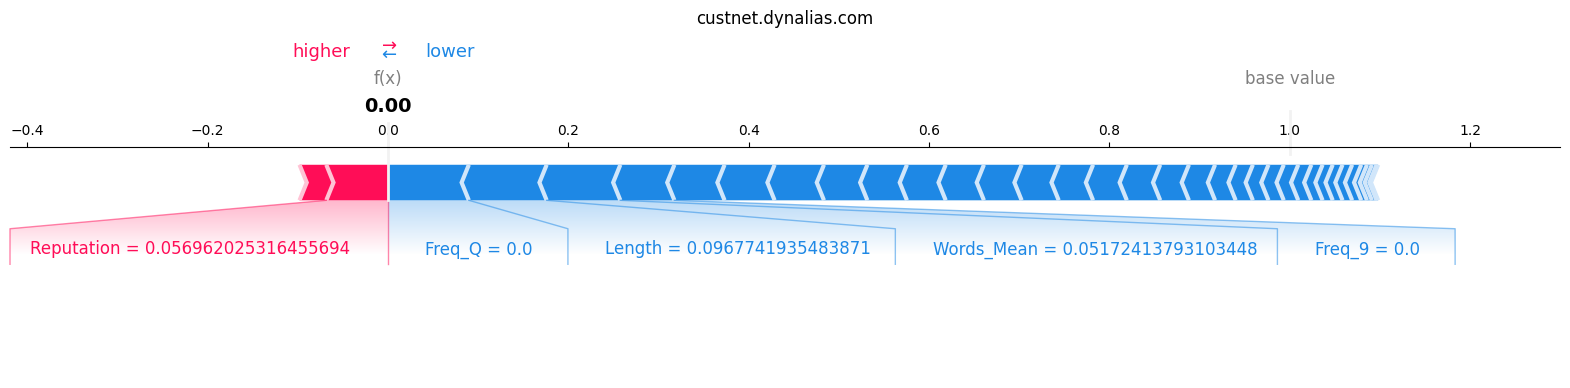 custnet.dynalias.com
higher ⇄ lower
f(x) base value
0.00
−0.4 −0.2 0.0 0.2 0.4 0.6 0.8 1.0 1.2
Reputation = 0.056962025316455694 Freq_Q = 0.0 Length = 0.0967741935483871 Words_Mean = 0.05172413793103448 Freq_9 = 0.0